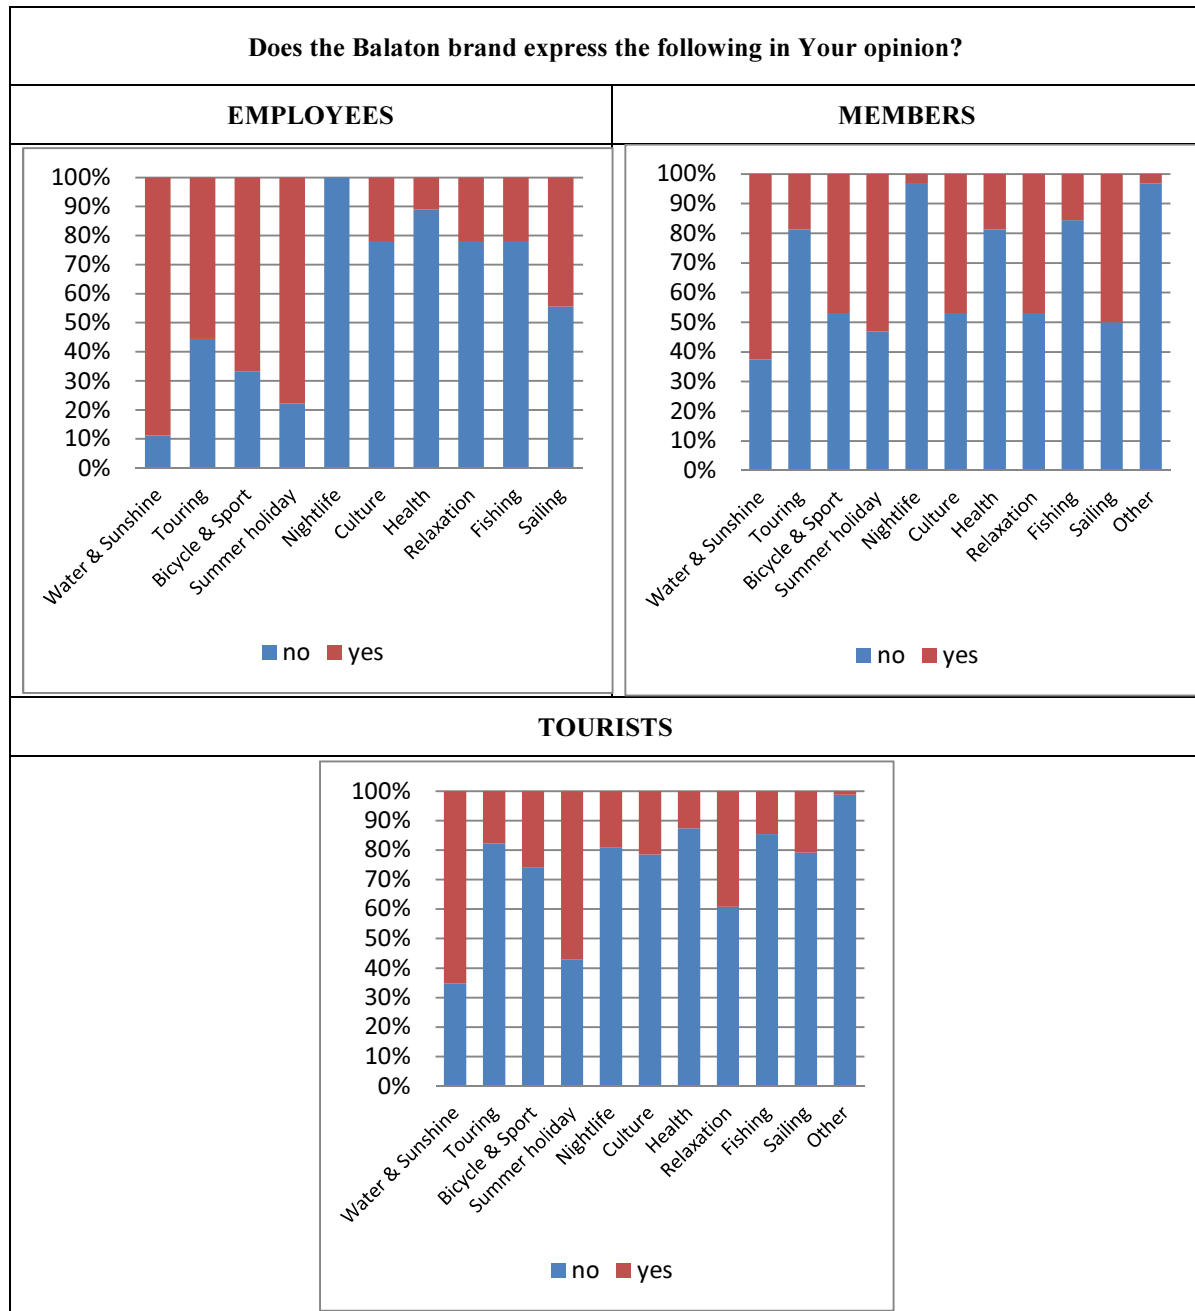 Does the Balaton brand express the following in Your opinion?
EMPLOYEES
MEMBERS
100%
90%
80%
70%
60%
50%
40%
30%
20%
10%
0%
Water & Sunshine
Touring
Bicycle & Sport
Summer holiday
Nightlife
Culture
Health
Relaxation
Fishing
Sailing
no yes
100%
90%
80%
70%
60%
50%
40%
30%
20%
10%
0%
Water & Sunshine
Touring
Bicycle & Sport
Summer holiday
Nightlife
Culture
Health
Relaxation
Fishing
Sailing
Other
no yes
TOURISTS
100%
90%
80%
70%
60%
50%
40%
30%
20%
10%
0%
Water & Sunshine
Touring
Bicycle & Sport
Summer holiday
Nightlife
Culture
Health
Relaxation
Fishing
Sailing
Other
no yes